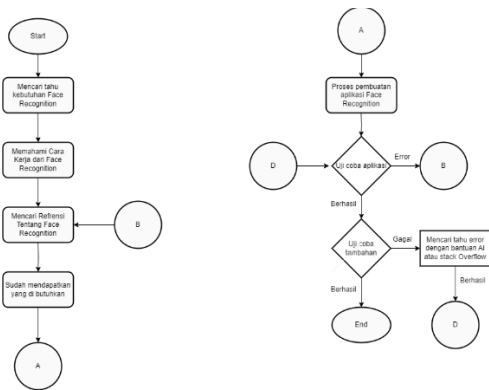 Start
Mencari tahu
kebutuhan Face
Recognition
Memahami Cara
Kerja dari Face
Recognition
Mencari Refrensi
Tentang Face
Recognition
B
Sudah mendapatkan
yang di butuhkan
A
A
Proses pembuatan
aplikasi Face
Recognition
D
Uji coba aplikasi
Error
B
Berhasil
Uji coba
tambahan
Gagal
Mencari tahu error
dengan bantuan AI
atau stack Overflow
Berhasil
Berhasil
End
D